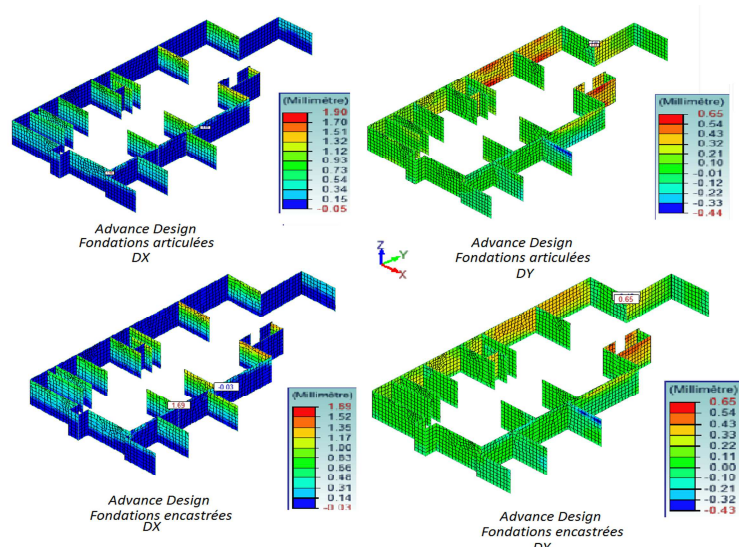 (Millimètre)
1.90
1.70
1.51
1.32
1.12
0.93
0.73
0.54
0.34
0.15
-0.05
(Millimètre)
0.65
0.54
0.43
0.32
0.21
0.10
-0.01
-0.12
-0.22
-0.33
-0.44
Advance Design
Fondations articulées
DX
Advance Design
Fondations articulées
DY
Z
Y
X
0.65
-0.03
1.69
(Millimètre)
1.69
1.52
1.35
1.17
1.00
0.83
0.66
0.48
0.31
0.14
-0.03
(Millimètre)
0.65
0.54
0.43
0.33
0.22
0.11
0.00
-0.10
-0.21
-0.32
-0.43
Advance Design
Fondations encastrées
DX
Advance Design
Fondations encastrées
DY